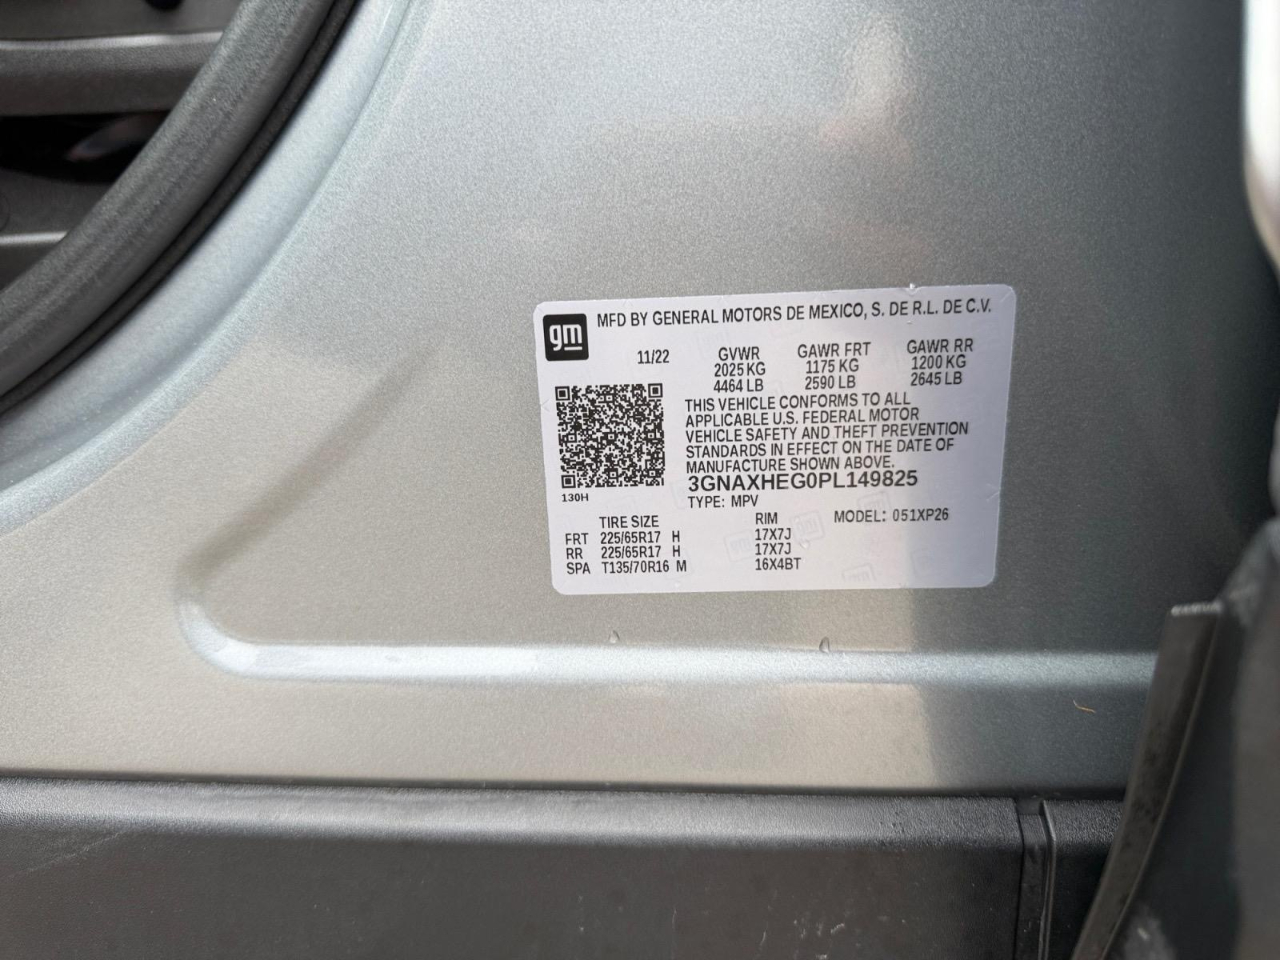 gm
MFD BY GENERAL MOTORS DE MEXICO, S. DE R.L. DE C.V.
11/22 GVWR GAWR FRT GAWR RR
2025 KG 1175 KG 1200 KG
4464 LB 2590 LB 2645 LB
THIS VEHICLE CONFORMS TO ALL
APPLICABLE U.S. FEDERAL MOTOR
VEHICLE SAFETY AND THEFT PREVENTION
STANDARDS IN EFFECT ON THE DATE OF
MANUFACTURE SHOWN ABOVE.
3GNAXHEG0PL149825
130H
TYPE: MPV
TIRE SIZE RIM MODEL: 051XP26
FRT 225/65R17 H 17X7J
RR 225/65R17 H 17X7J
SPA T135/70R16 M 16X4BT